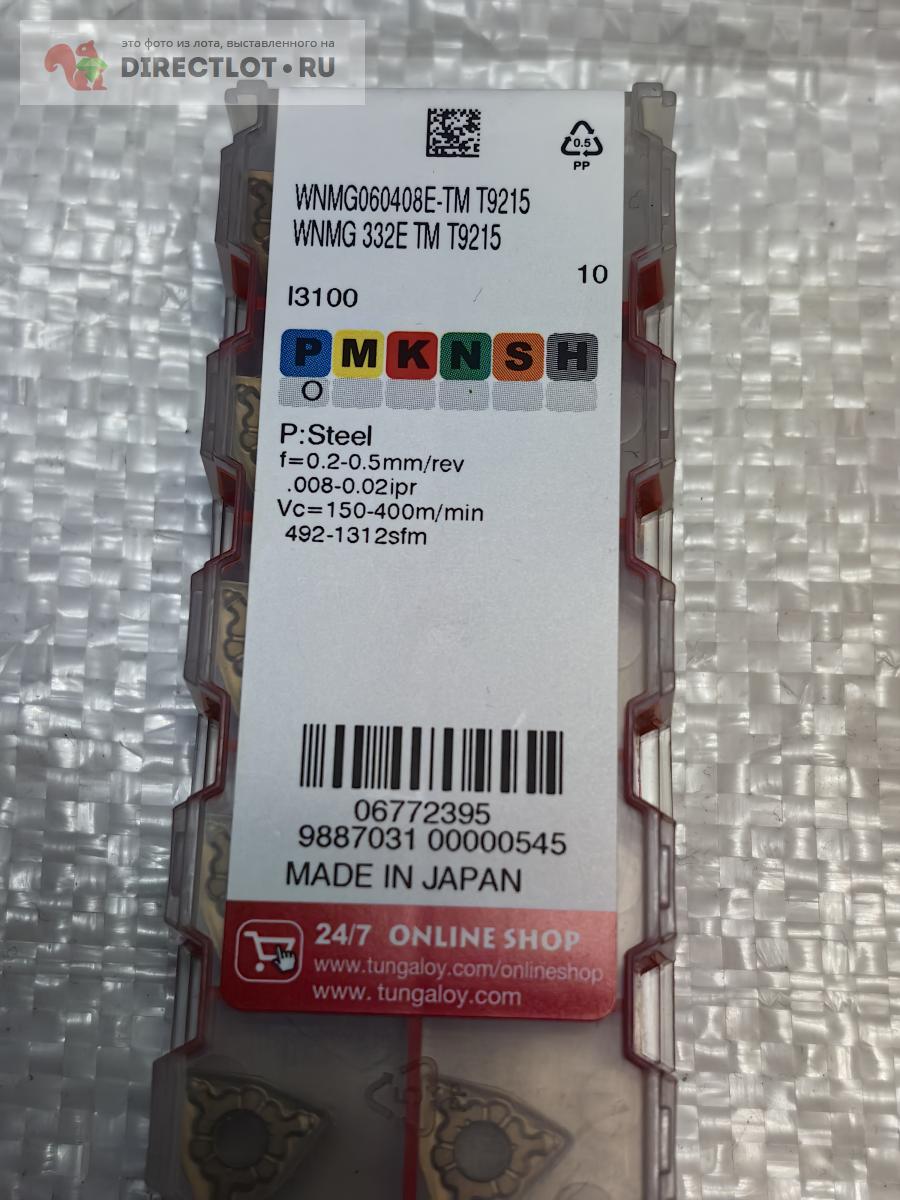 это фото из лота, выставленного на
DIRECTLOT.RU
0.5
PP
WNMG060408E-TM T9215
WNMG 332E TM T9215
10
I3100
P M K N S H
O
P:Steel
f=0.2-0.5mm/rev
.008-0.02ipr
Vc=150-400m/min
492-1312sfm
06772395
9887031 00000545
MADE IN JAPAN
24/7 ONLINE SHOP
www.tungaloy.com/onlineshop
www. tungaloy.com